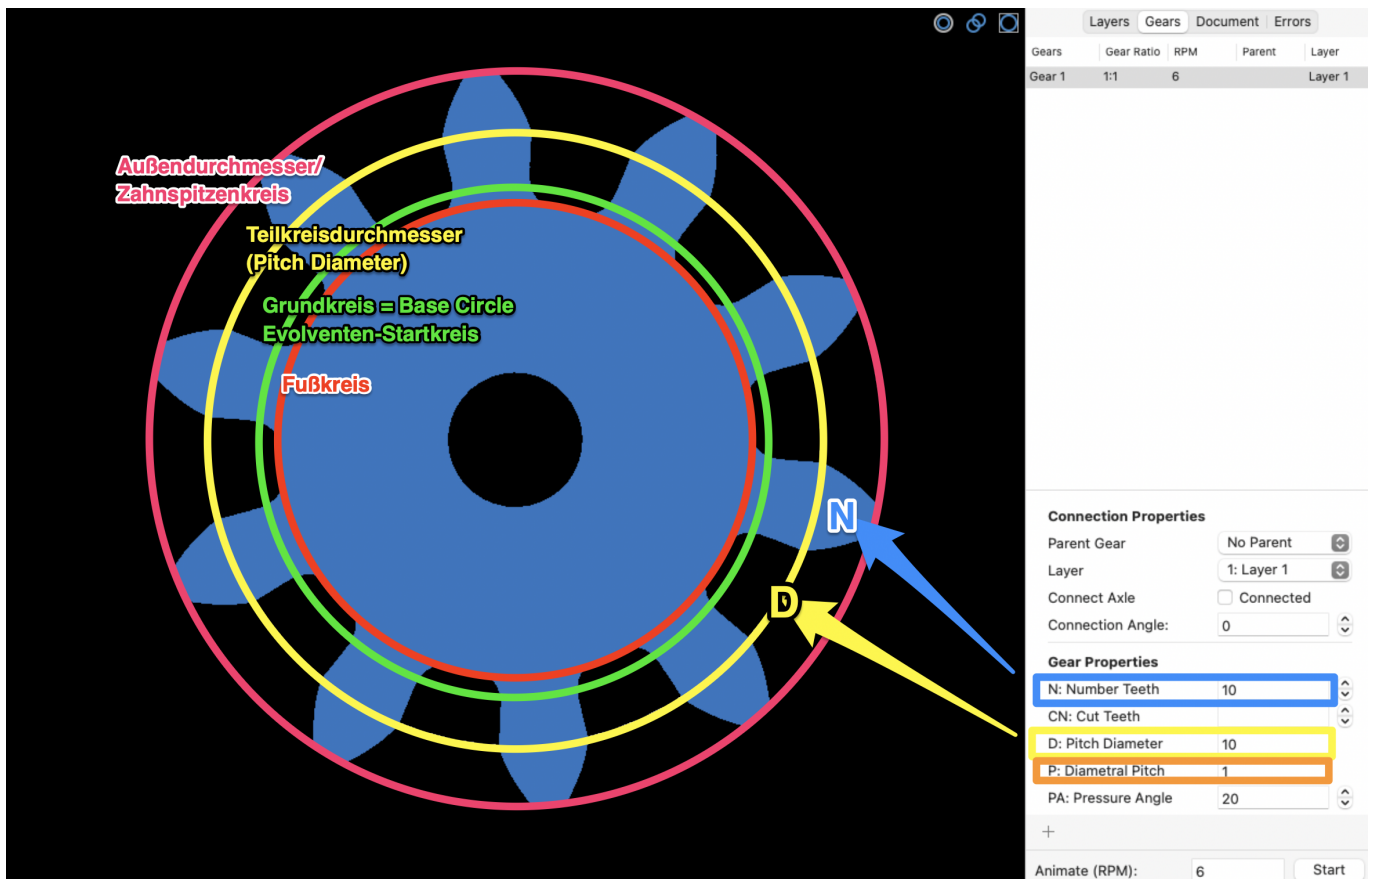 Layers Gears Document Errors
Gears Gear Ratio RPM Parent Layer
Gear 1 1:1 6 Layer 1
Außendurchmesser/
Zahnspitzenkreis
Teilkreisdurchmesser
(Pitch Diameter)
Grundkreis = Base Circle
Evolventen-Startkreis
Fußkreis
N
D
Connection Properties
Parent Gear No Parent
Layer 1: Layer 1
Connect Axle Connected
Connection Angle: 0
Gear Properties
N: Number Teeth 10
CN: Cut Teeth
D: Pitch Diameter 10
P: Diametral Pitch 1
PA: Pressure Angle 20
+
Animate (RPM): 6 Start